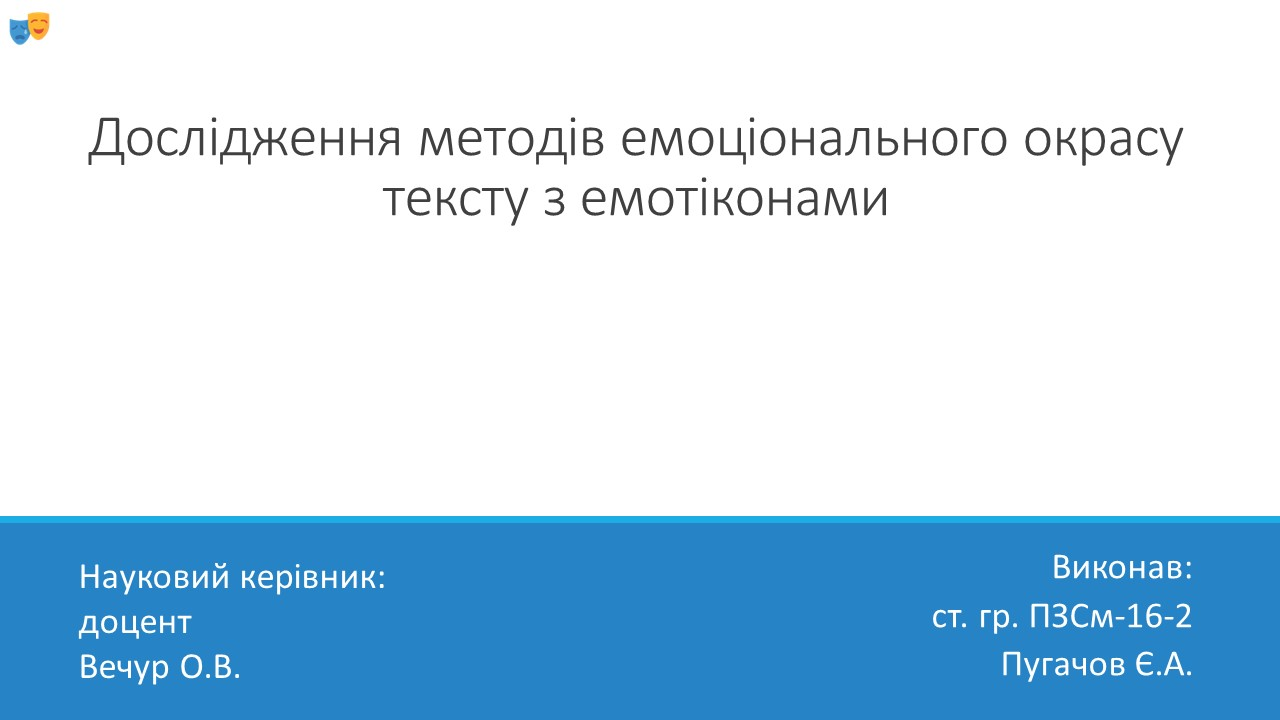 Дослідження методів емоціонального окрасу
тексту з емотіконами
Науковий керівник:
доцент
Вечур О.В.
Виконав:
ст. гр. ПЗСм-16-2
Пугачов Є.А.